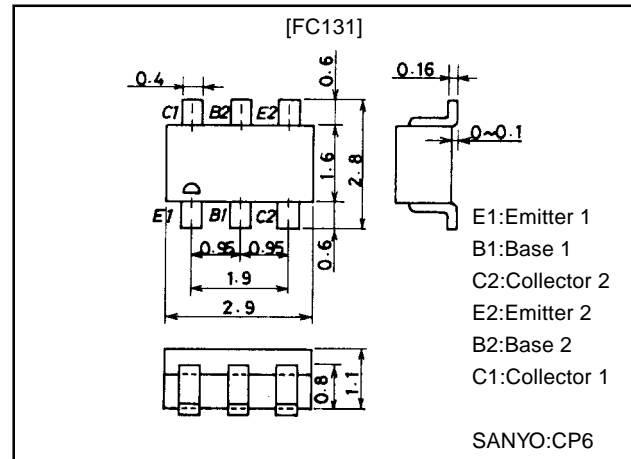 [FC131]
0.4
C1 B2 E2
0.6
1.6
2.8
0.6
E1 B1 C2
0.95 0.95
1.9
2.9
0.16
0~0.1
E1:Emitter 1
B1:Base 1
C2:Collector 2
E2:Emitter 2
B2:Base 2
C1:Collector 1
0.8
1.1
SANYO:CP6